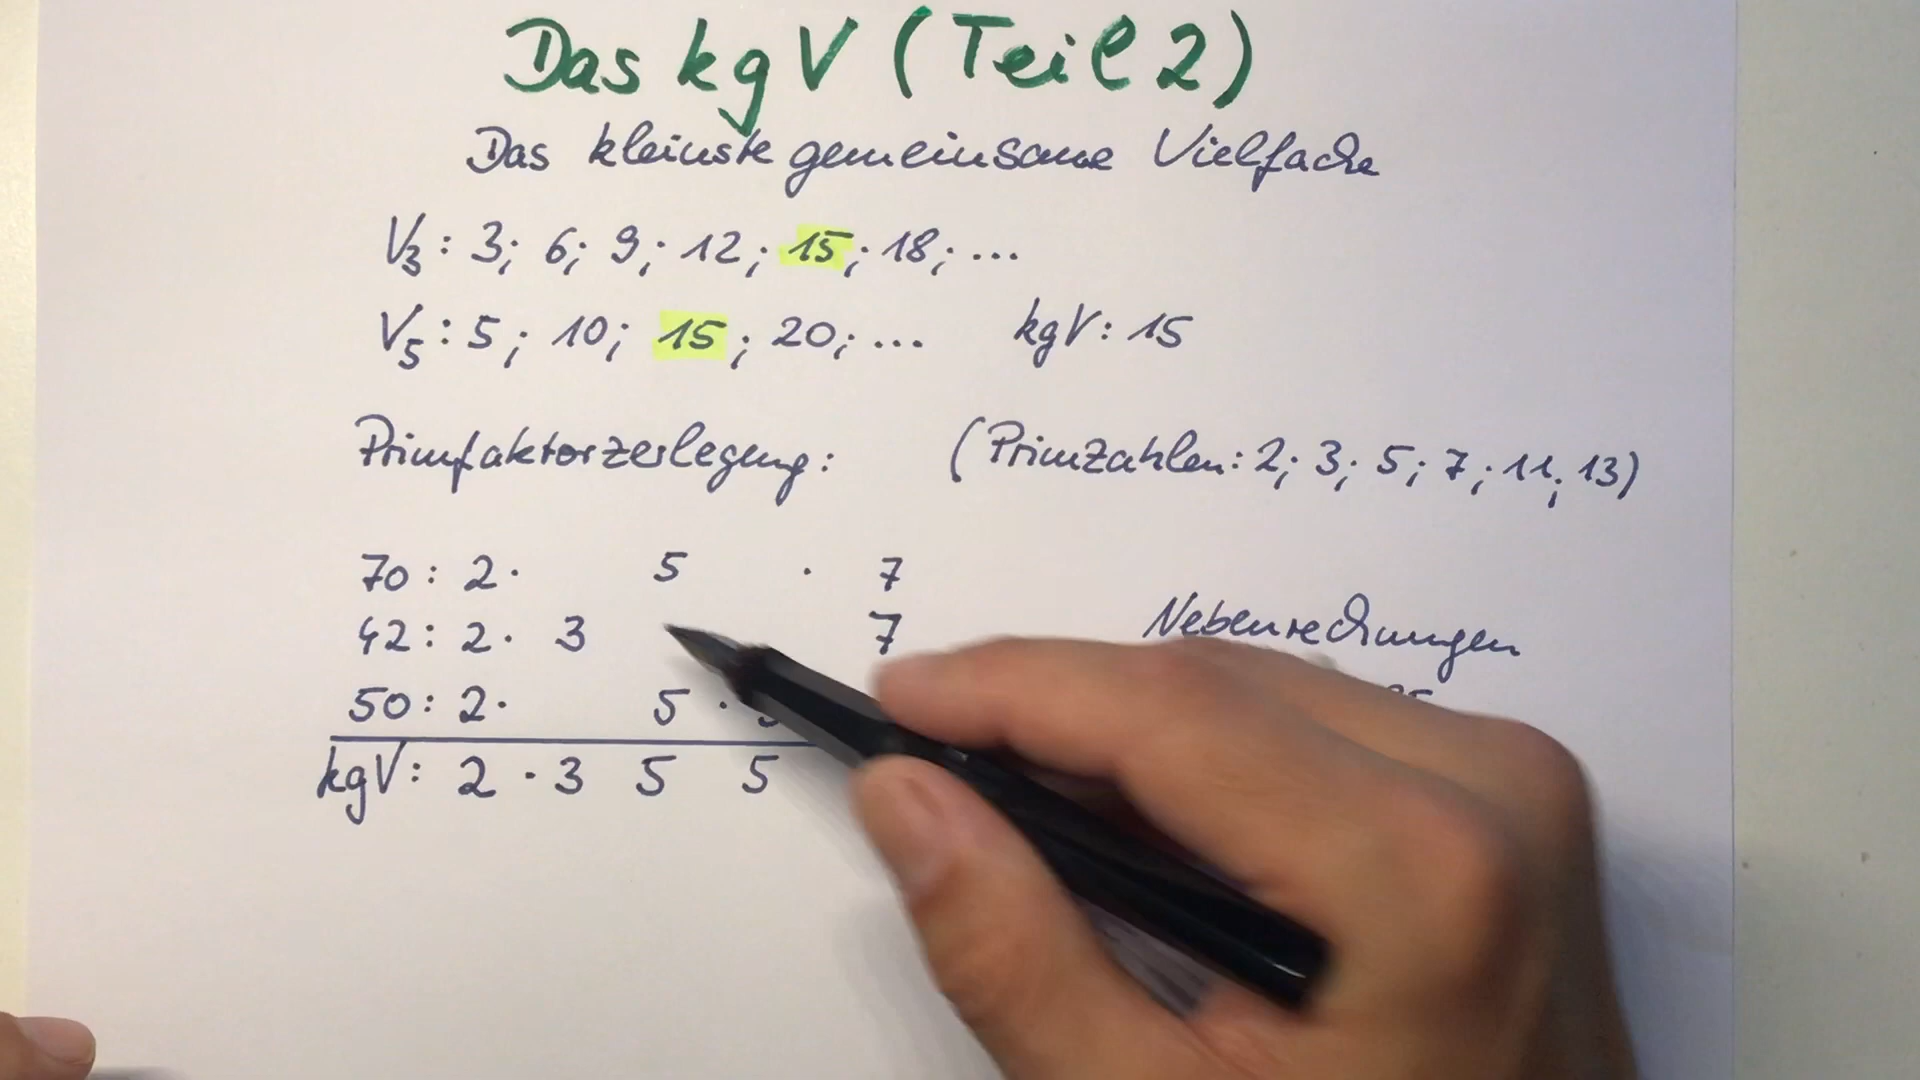 Das kgV (Teil 2)
Das kleinste gemeinsame Vielfache
V3: 3; 6; 9; 12; 15; 18; ...
V5: 5; 10; 15; 20; ... kgV: 15
Primfaktorzerlegung: (Primzahlen: 2; 3; 5; 7; 11; 13)
70: 2 · 5 · 7
42: 2 · 3 7
Nebenrechnungen
50: 2 · 5 ·
kgV: 2 · 3 5 5